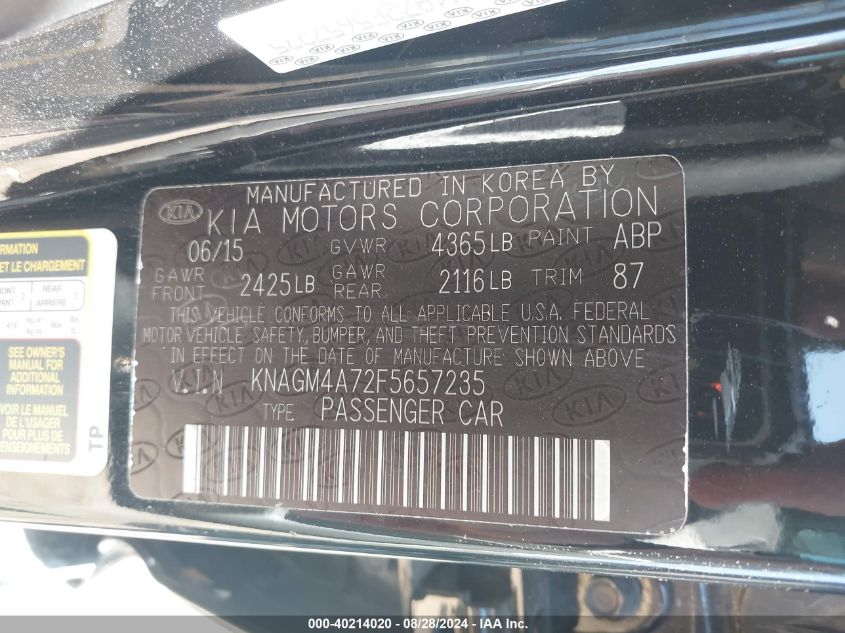 MANUFACTURED IN KOREA BY
KIA KIA MOTORS CORPORATION
06/15 GVWR 4365LB PAINT ABP
GAWR FRONT 2425LB GAWR REAR. 2116LB TRIM 87
THIS VEHICLE CONFORMS TO ALL APPLICABLE U.S.A. FEDERAL
MOTOR VEHICLE SAFETY, BUMPER, AND THEFT PREVENTION STANDARDS
IN EFFECT ON THE DATE OF MANUFACTURE SHOWN ABOVE.
V.I.N KNAGM4A72F5657235
TYPE PASSENGER CAR
ET LE CHARGEMENT
REAR
ARRIÈRE
SEE OWNER'S
MANUAL FOR
ADDITIONAL
INFORMATION
VOIR LE MANUEL
DE L'USAGER
POUR PLUS DE
RENSEIGNEMENTS
TP
000-40214020 - 08/28/2024 - IAA Inc.